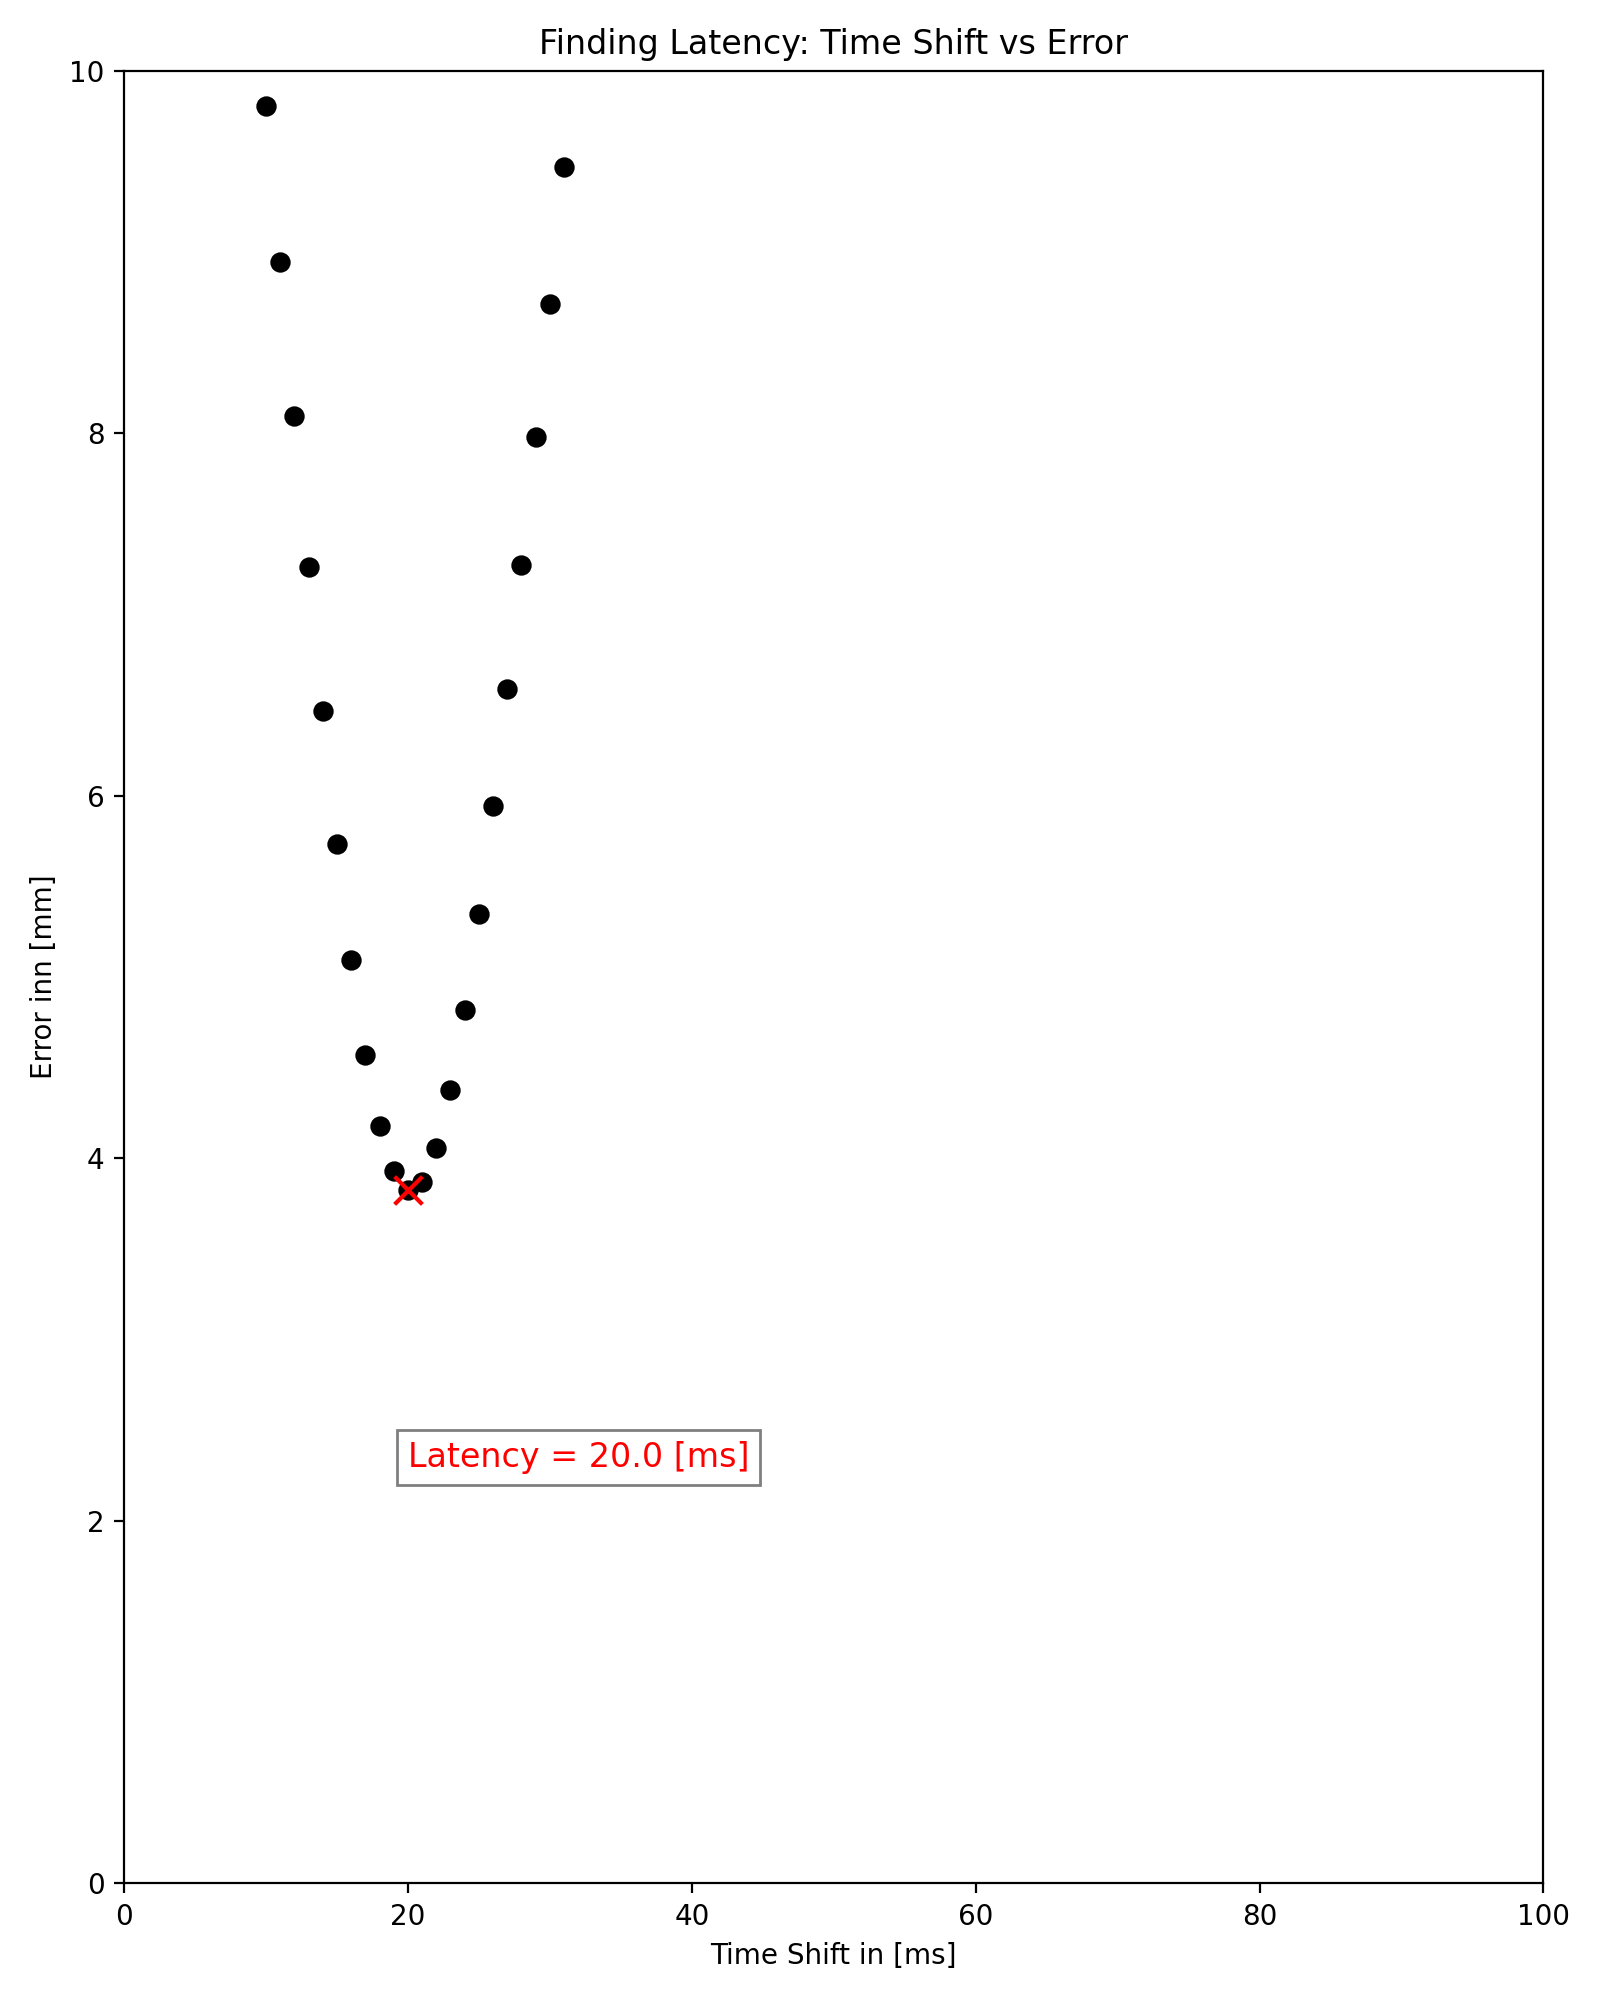 Finding Latency: Time Shift vs Error
10
8
6
4
2
0
Error inn [mm]
Latency = 20.0 [ms]
0 20 40 60 80 100
Time Shift in [ms]